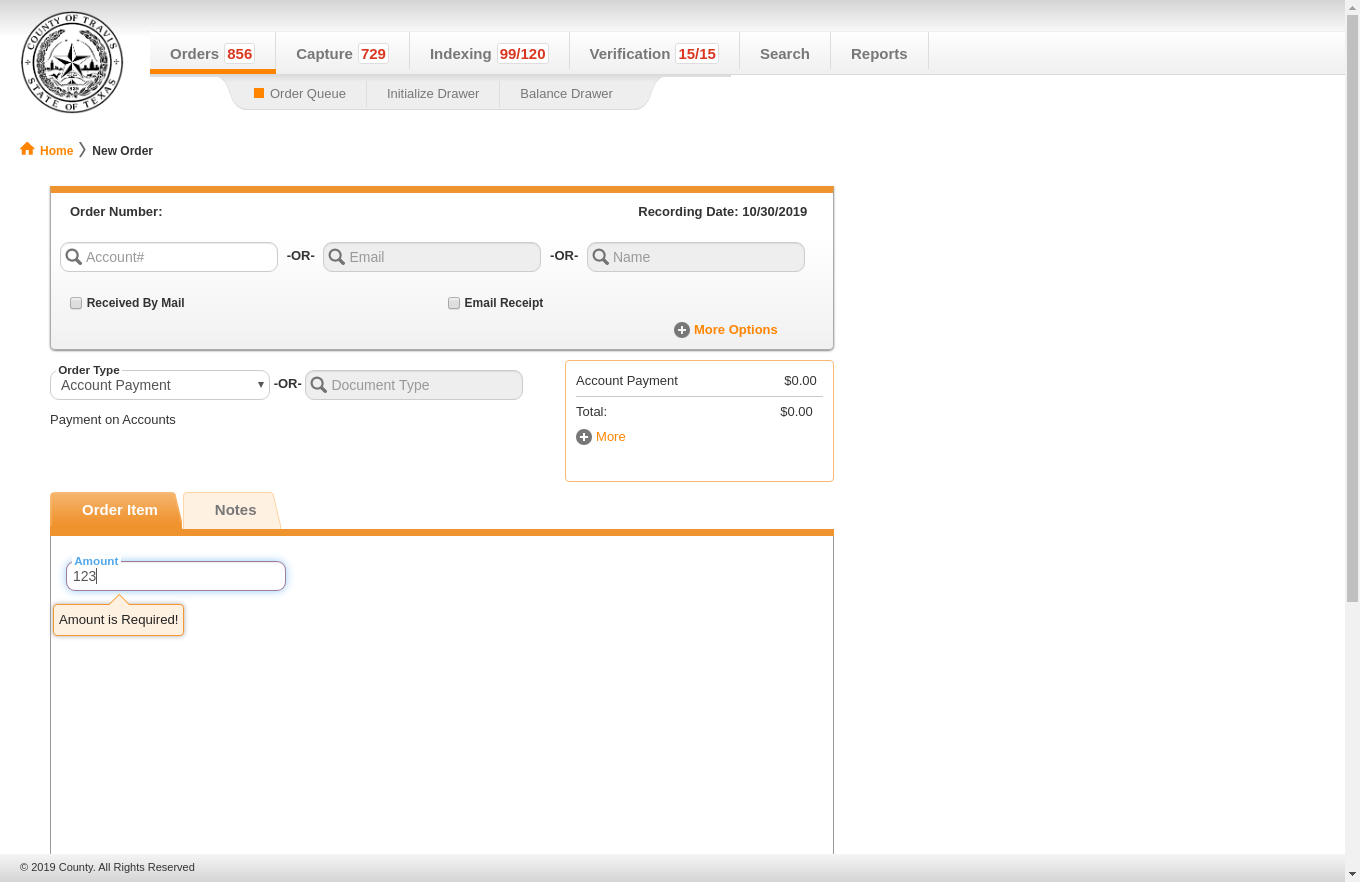 COUNTY OF TRAVIS
STATE OF TEXAS
Orders 856
Capture 729
Indexing 99/120
Verification 15/15
Search
Reports
Order Queue
Initialize Drawer
Balance Drawer
Home
New Order
Order Number:
Recording Date: 10/30/2019
Account#
-OR-
Email
-OR-
Name
Received By Mail
Email Receipt
More Options
Order Type
Account Payment
-OR-
Document Type
Payment on Accounts
Account Payment $0.00
Total: $0.00
More
Order Item
Notes
Amount
123
Amount is Required!
© 2019 County. All Rights Reserved